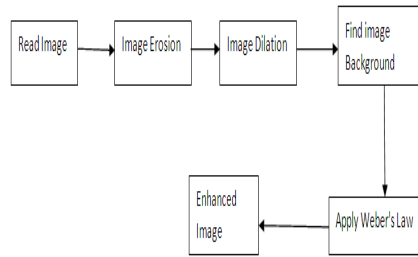 Read Image
Image Erosion
Image Dilation
Find image
Background
Apply Weber's Law
Enhanced
Image